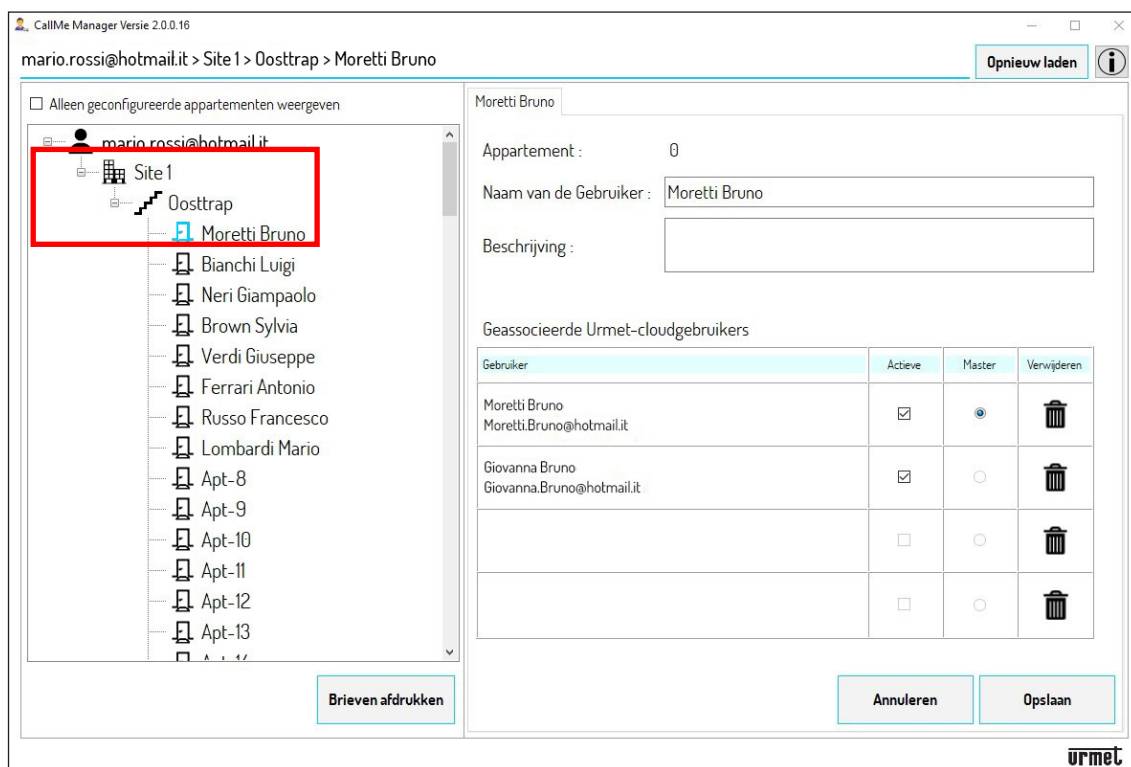 CallMe Manager Versie 2.0.0.16
mario.rossi@hotmail.it > Site 1 > Oosttrap > Moretti Bruno
Opnieuw laden
Alleen geconfigureerde appartementen weergeven
mario.rossi@hotmail.it
Site 1
Oosttrap
Moretti Bruno
Bianchi Luigi
Neri Giampaolo
Brown Sylvia
Verdi Giuseppe
Ferrari Antonio
Russo Francesco
Lombardi Mario
Apt-8
Apt-9
Apt-10
Apt-11
Apt-12
Apt-13
Brieven afdrukken
Moretti Bruno
Appartement : 0
Naam van de Gebruiker : Moretti Bruno
Beschrijving :
Geassocieerde Urmet-cloudgebruikers
Gebruiker Actieve Master Verwijderen
Moretti Bruno
Moretti.Bruno@hotmail.it
Giovanna Bruno
Giovanna.Bruno@hotmail.it
Annuleren Opslaan
urmet